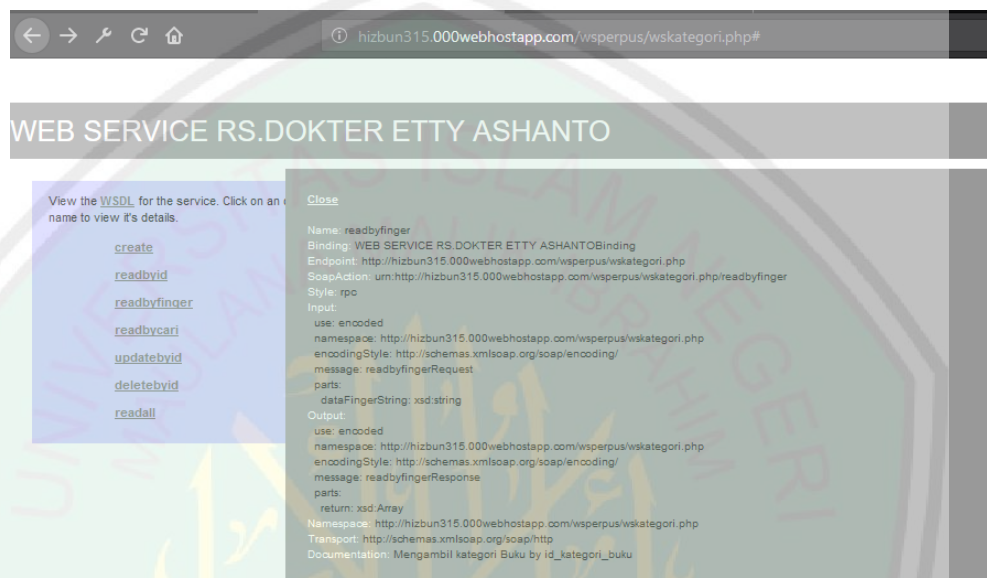 hizbun315.000webhostapp.com/wsperpus/wskategori.php#
WEB SERVICE RS.DOKTER ETTY ASHANTO
View the WSDL for the service. Click on an
name to view it's details.
create
readbyid
readbyfinger
readbycari
updatebyid
deletebyid
readall
Close
Name: readbyfinger
Binding: WEB SERVICE RS.DOKTER ETTY ASHANTOBinding
Endpoint: http://hizbun315.000webhostapp.com/wsperpus/wskategori.php
SoapAction: urn:http://hizbun315.000webhostapp.com/wsperpus/wskategori.php/readbyfinger
Style: rpc
Input:
use: encoded
namespace: http://hizbun315.000webhostapp.com/wsperpus/wskategori.php
encodingStyle: http://schemas.xmlsoap.org/soap/encoding/
message: readbyfingerRequest
parts:
dataFingerString: xsd:string
Output:
use: encoded
namespace: http://hizbun315.000webhostapp.com/wsperpus/wskategori.php
encodingStyle: http://schemas.xmlsoap.org/soap/encoding/
message: readbyfingerResponse
parts:
return: xsd:Array
Namespace: http://hizbun315.000webhostapp.com/wsperpus/wskategori.php
Transport: http://schemas.xmlsoap.org/soap/http
Documentation: Mengambil kategori Buku by id_kategori_buku
UNIVERSITAS ISLAM NEGERI
MAULANA MALIK IBRAHIM